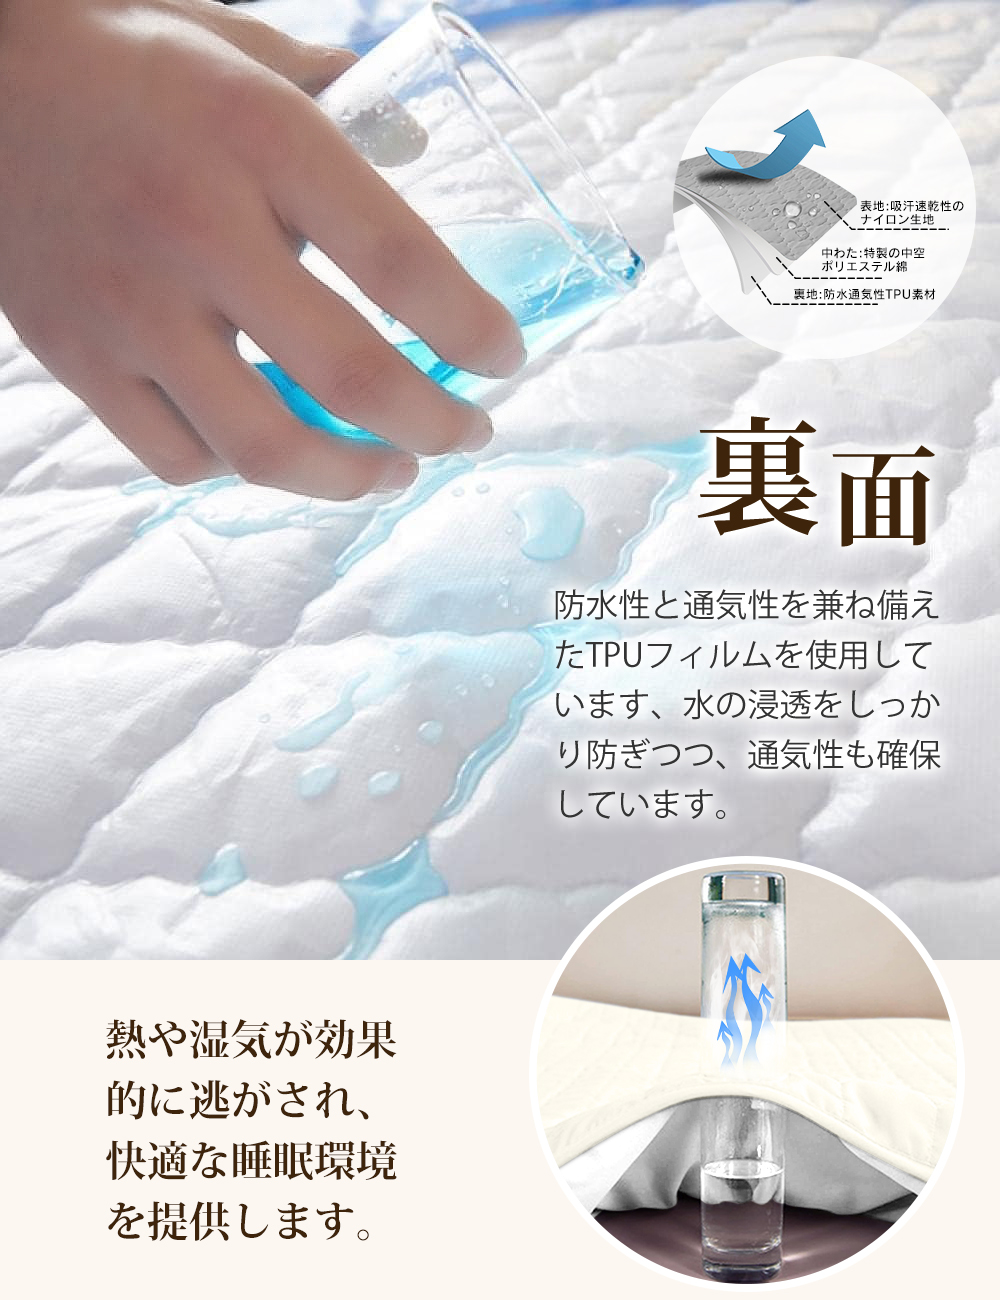 表地:吸汗速乾性の
ナイロン生地
中わた:特製の中空
ポリエステル綿
裏地:防水通気性TPU素材
裏面
防水性と通気性を兼ね備え
たTPUフィルムを使用して
います、水の浸透をしっか
り防ぎつつ、通気性も確保
しています。
熱や湿気が効果
的に逃がされ、
快適な睡眠環境
を提供します。